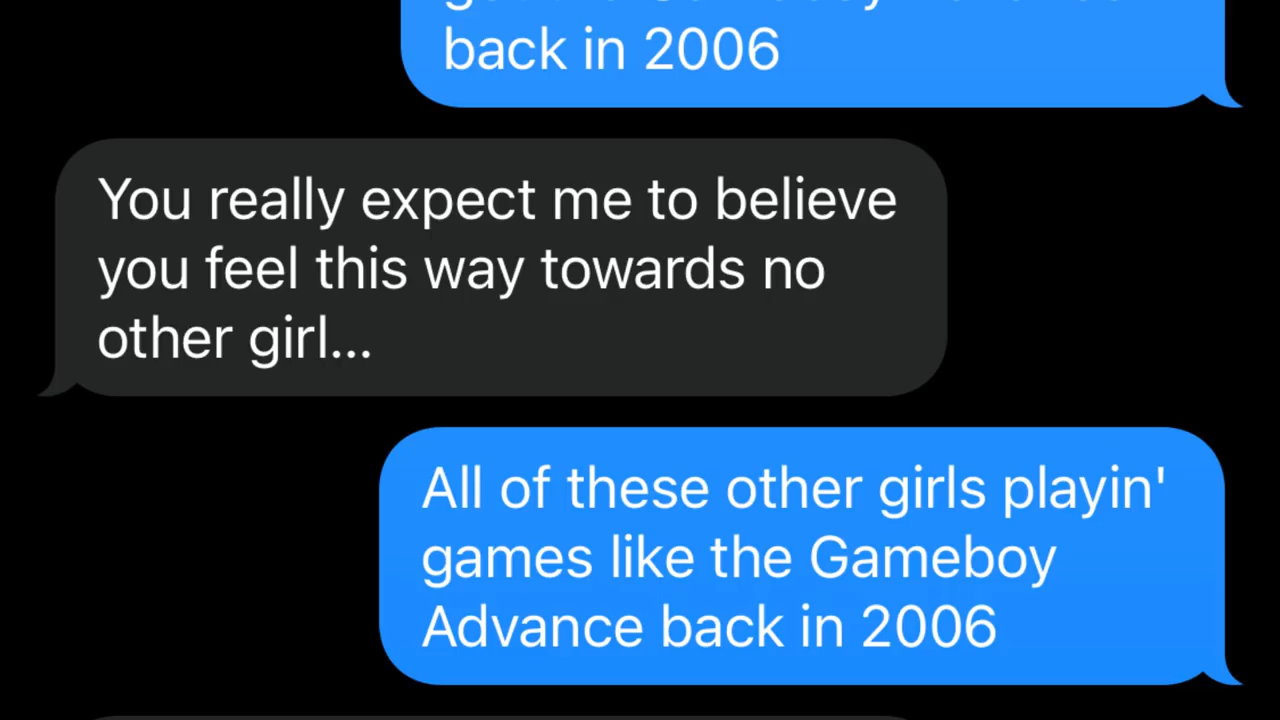 back in 2006
You really expect me to believe
you feel this way towards no
other girl...
All of these other girls playin'
games like the Gameboy
Advance back in 2006